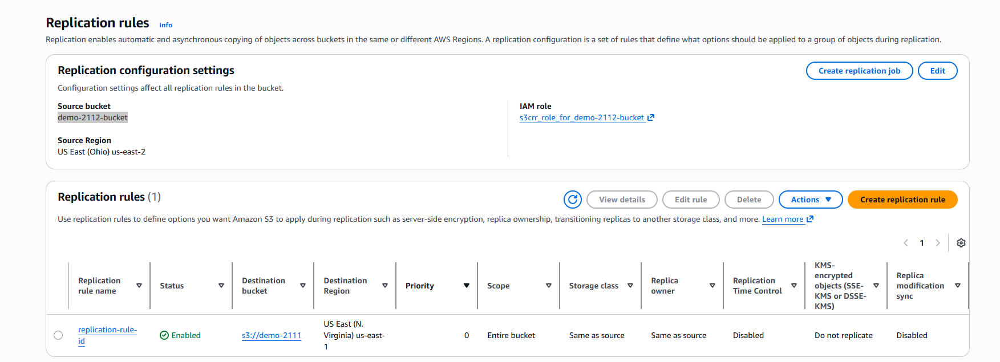 Replication rules Info
Replication enables automatic and asynchronous copying of objects across buckets in the same or different AWS Regions. A replication configuration is a set of rules that define what options should be applied to a group of objects during replication.
Replication configuration settings
Create replication job
Edit
Configuration settings affect all replication rules in the bucket.
Source bucket
demo-2112-bucket
Source Region
US East (Ohio) us-east-2
IAM role
s3crr_role_for_demo-2112-bucket
Replication rules (1)
View details
Edit rule
Delete
Actions
Create replication rule
Use replication rules to define options you want Amazon S3 to apply during replication such as server-side encryption, replica ownership, transitioning replicas to another storage class, and more. Learn more
1
Replication
rule name
Status
Destination
bucket
Destination
Region
Priority
Scope
Storage class
Replica
owner
Replication
Time Control
KMS-
encrypted
objects (SSE-
KMS or DSSE-
KMS)
Replica
modification
sync
replication-rule-
id
Enabled
s3://demo-2111
US East (N.
Virginia) us-east-
1
0
Entire bucket
Same as source
Same as source
Disabled
Do not replicate
Disabled